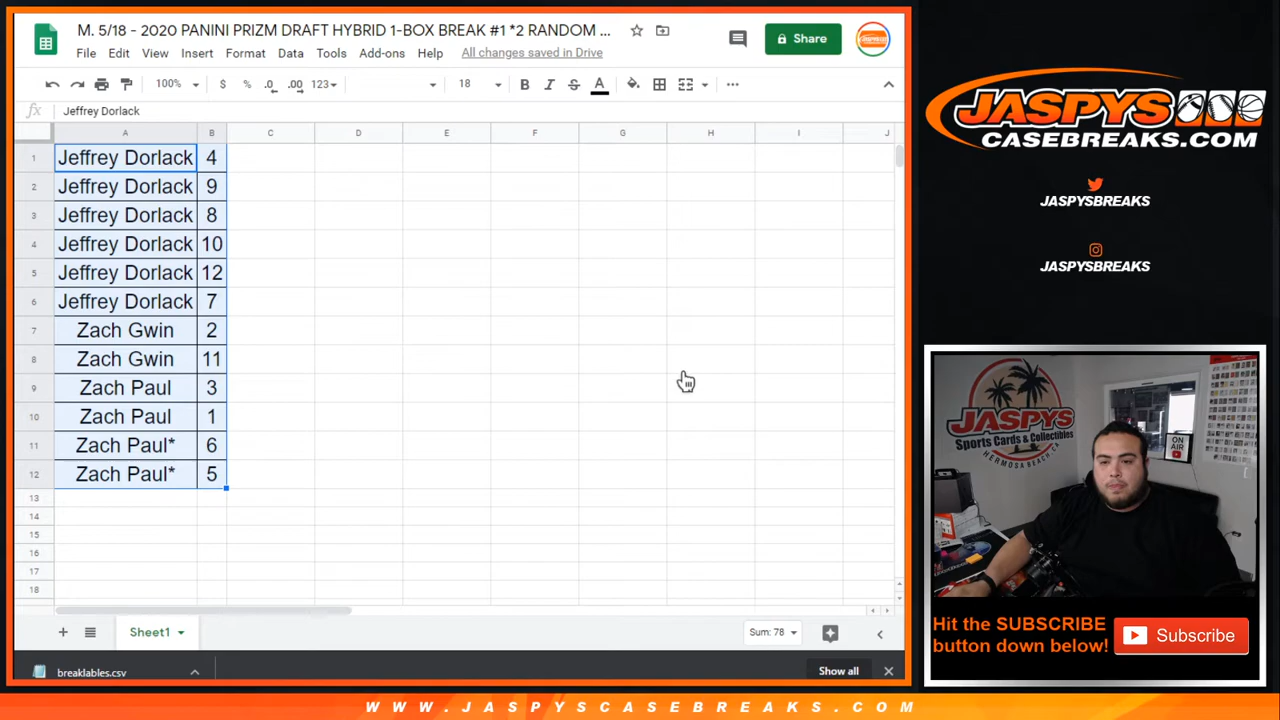 M. 5/18 - 2020 PANINI PRIZM DRAFT HYBRID 1-BOX BREAK #1 *2 RANDOM ...
File Edit View Insert Format Data Tools Add-ons Help All changes saved in Drive
Share
100% $ % .0 .00 123 18 B I S A
fx Jeffrey Dorlack
A B C D E F G H I J
1 Jeffrey Dorlack 4
2 Jeffrey Dorlack 9
3 Jeffrey Dorlack 8
4 Jeffrey Dorlack 10
5 Jeffrey Dorlack 12
6 Jeffrey Dorlack 7
7 Zach Gwin 2
8 Zach Gwin 11
9 Zach Paul 3
10 Zach Paul 1
11 Zach Paul* 6
12 Zach Paul* 5
13
14
15
16
17
18
Sheet1 Sum: 78
breaklables.csv Show all
JASPYS
CASEBREAKS.COM
JASPYSBREAKS
JASPYSBREAKS
JASPYS
Sports Cards & Collectibles
HERMOSA BEACH CA
ON AIR
Hit the SUBSCRIBE
button down below!
Subscribe
WWW.JASPYSCASEBREAKS.COM